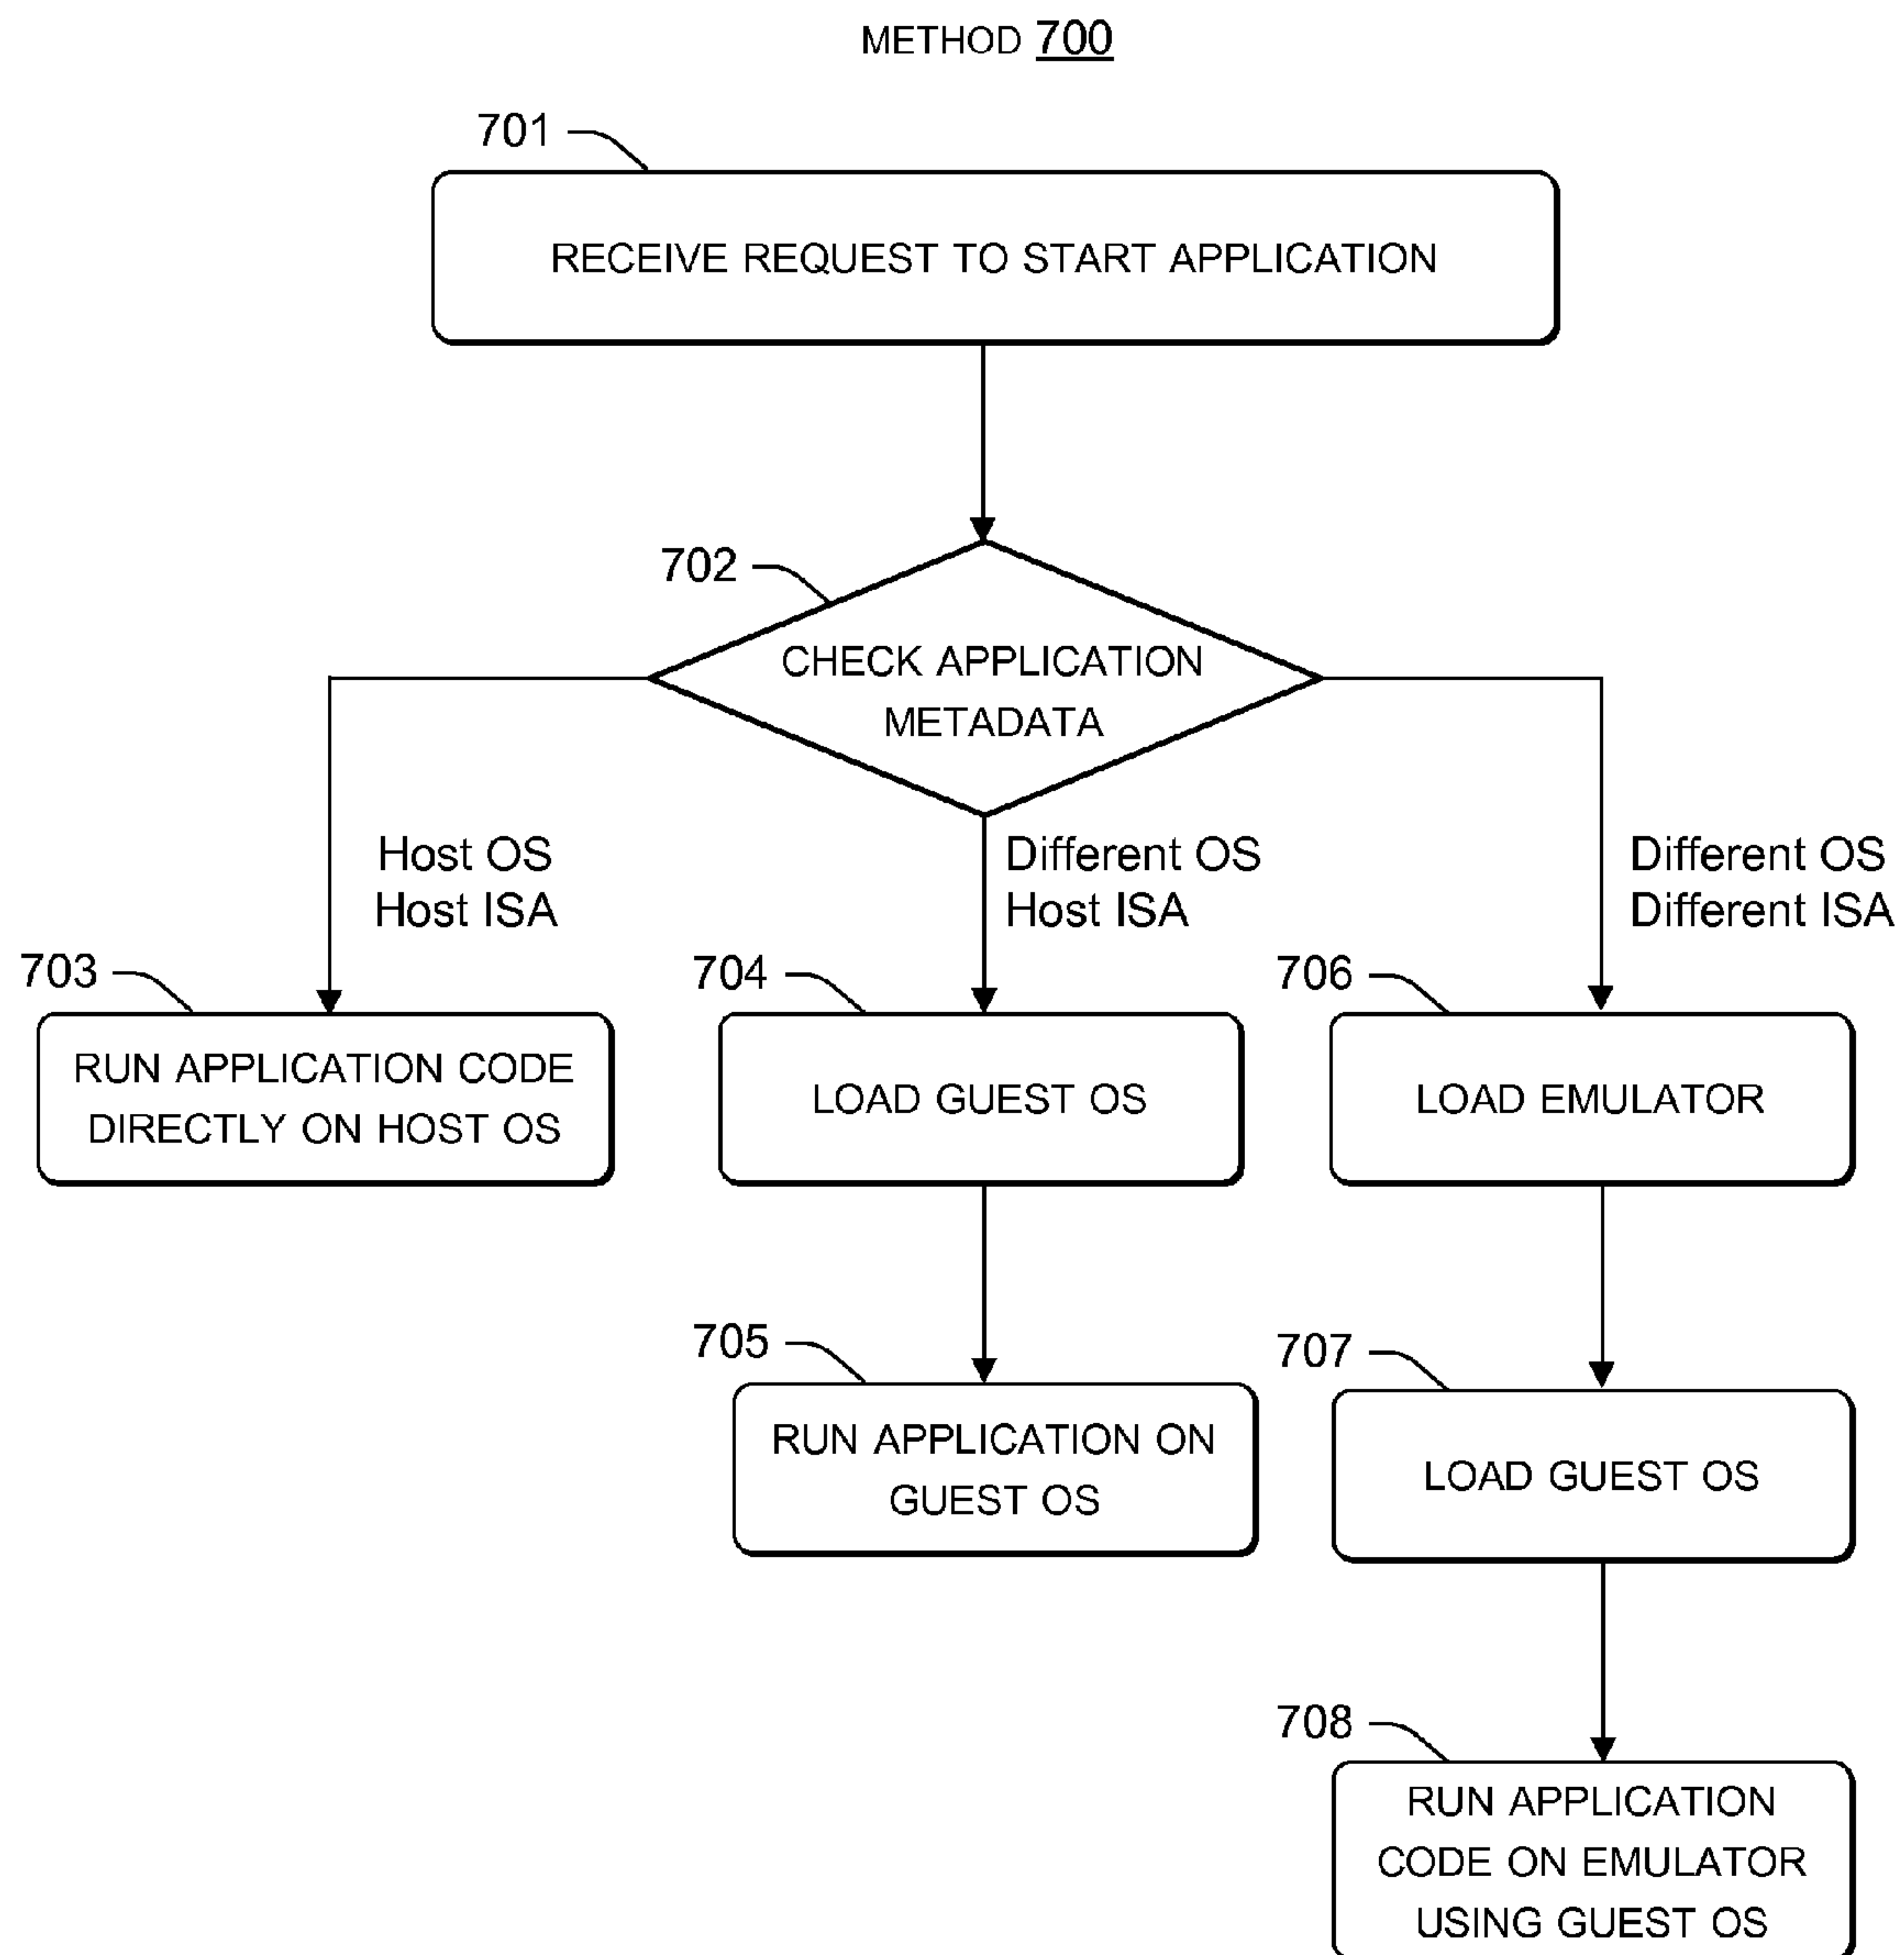 METHOD 700
701
RECEIVE REQUEST TO START APPLICATION
702
CHECK APPLICATION
METADATA
Host OS
Host ISA
Different OS
Host ISA
Different OS
Different ISA
703
RUN APPLICATION CODE
DIRECTLY ON HOST OS
704
LOAD GUEST OS
706
LOAD EMULATOR
705
RUN APPLICATION ON
GUEST OS
707
LOAD GUEST OS
708
RUN APPLICATION
CODE ON EMULATOR
USING GUEST OS